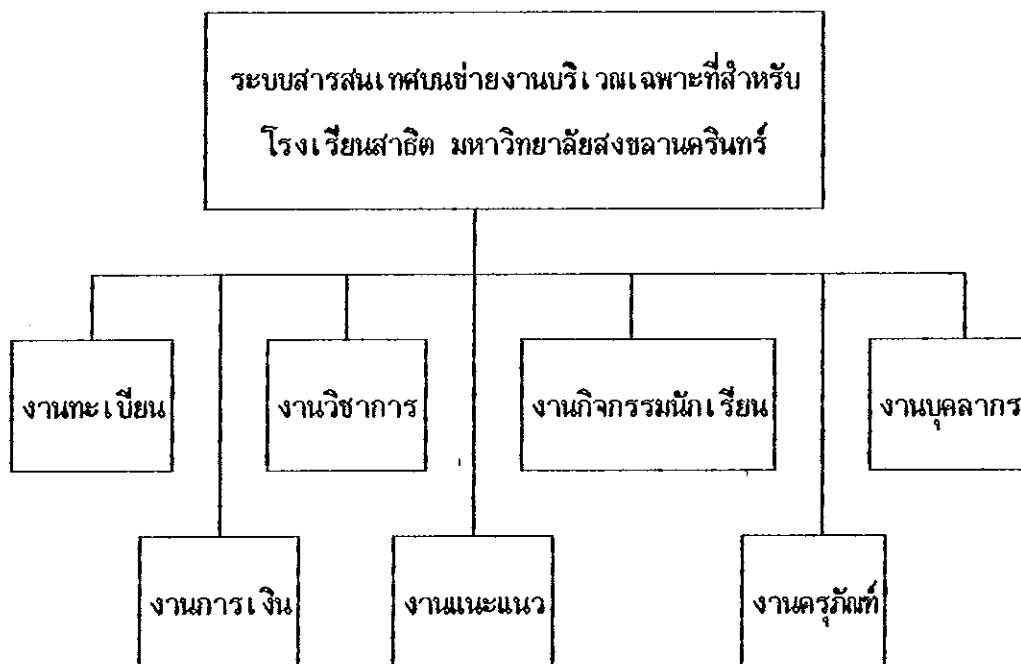 ระบบสารสนเทศบนข่ายงานบริเวณเฉพาะที่สำหรับ
โรงเรียนสาธิต มหาวิทยาลัยสงขลานครินทร์
งานทะเบียน
งานวิชาการ
งานกิจกรรมนักเรียน
งานบุคลากร
งานการเงิน
งานแนะแนว
งานครุภัณฑ์